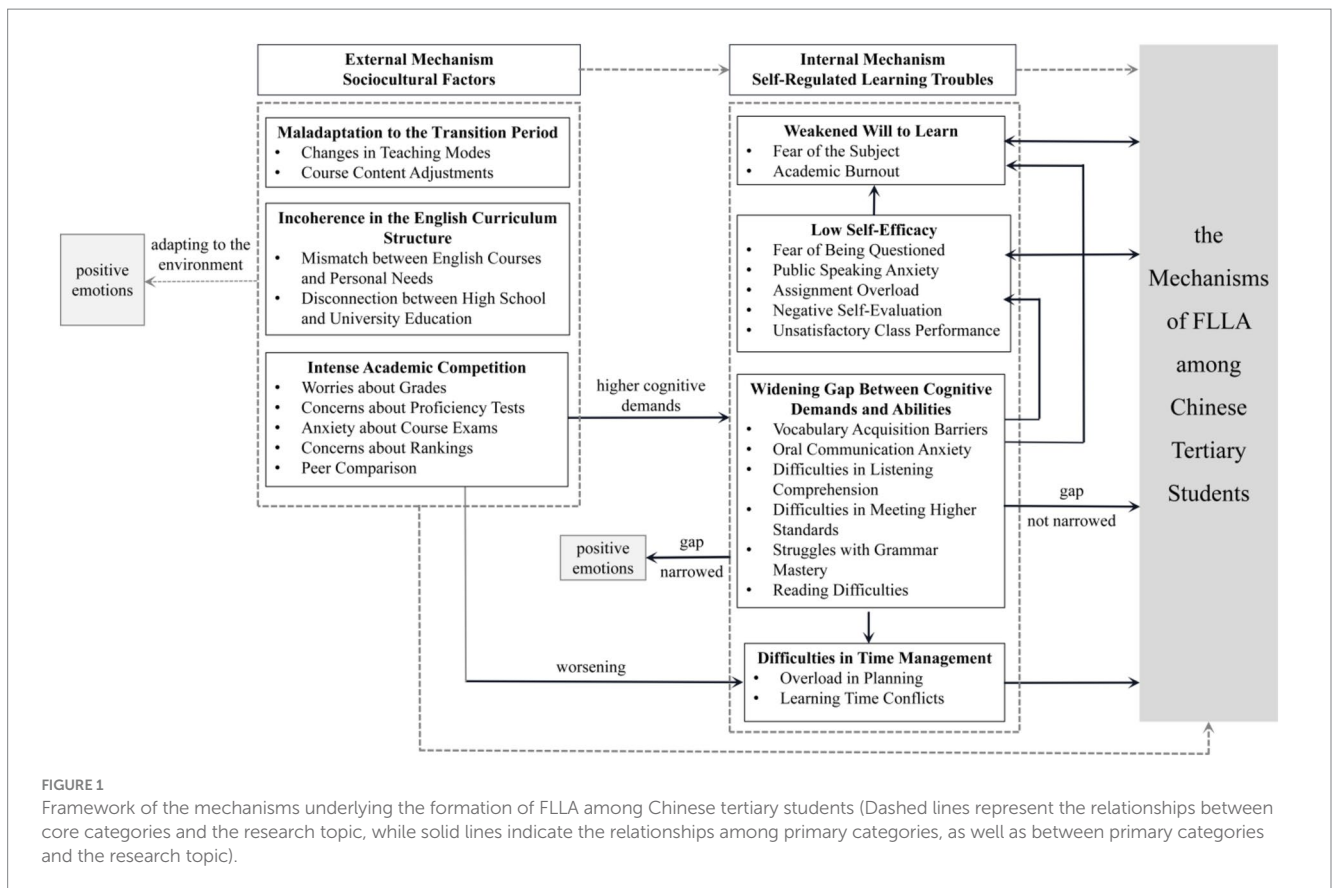 External Mechanism
Sociocultural Factors
Internal Mechanism
Self-Regulated Learning Troubles
Maladaptation to the Transition Period
• Changes in Teaching Modes
• Course Content Adjustments
Incoherence in the English Curriculum
Structure
• Mismatch between English Courses
and Personal Needs
• Disconnection between High School
and University Education
Intense Academic Competition
• Worries about Grades
• Concerns about Proficiency Tests
• Anxiety about Course Exams
• Concerns about Rankings
• Peer Comparison
positive
emotions
adapting to the
environment
higher cognitive
demands
worsening
positive
emotions
gap
narrowed
Weakened Will to Learn
• Fear of the Subject
• Academic Burnout
Low Self-Efficacy
• Fear of Being Questioned
• Public Speaking Anxiety
• Assignment Overload
• Negative Self-Evaluation
• Unsatisfactory Class Performance
Widening Gap Between Cognitive
Demands and Abilities
• Vocabulary Acquisition Barriers
• Oral Communication Anxiety
• Difficulties in Listening
Comprehension
• Difficulties in Meeting Higher
Standards
• Struggles with Grammar
Mastery
• Reading Difficulties
Difficulties in Time Management
• Overload in Planning
• Learning Time Conflicts
gap
not narrowed
the
Mechanisms
of FLLA
among
Chinese
Tertiary
Students
FIGURE 1
Framework of the mechanisms underlying the formation of FLLA among Chinese tertiary students (Dashed lines represent the relationships between
core categories and the research topic, while solid lines indicate the relationships among primary categories, as well as between primary categories
and the research topic).